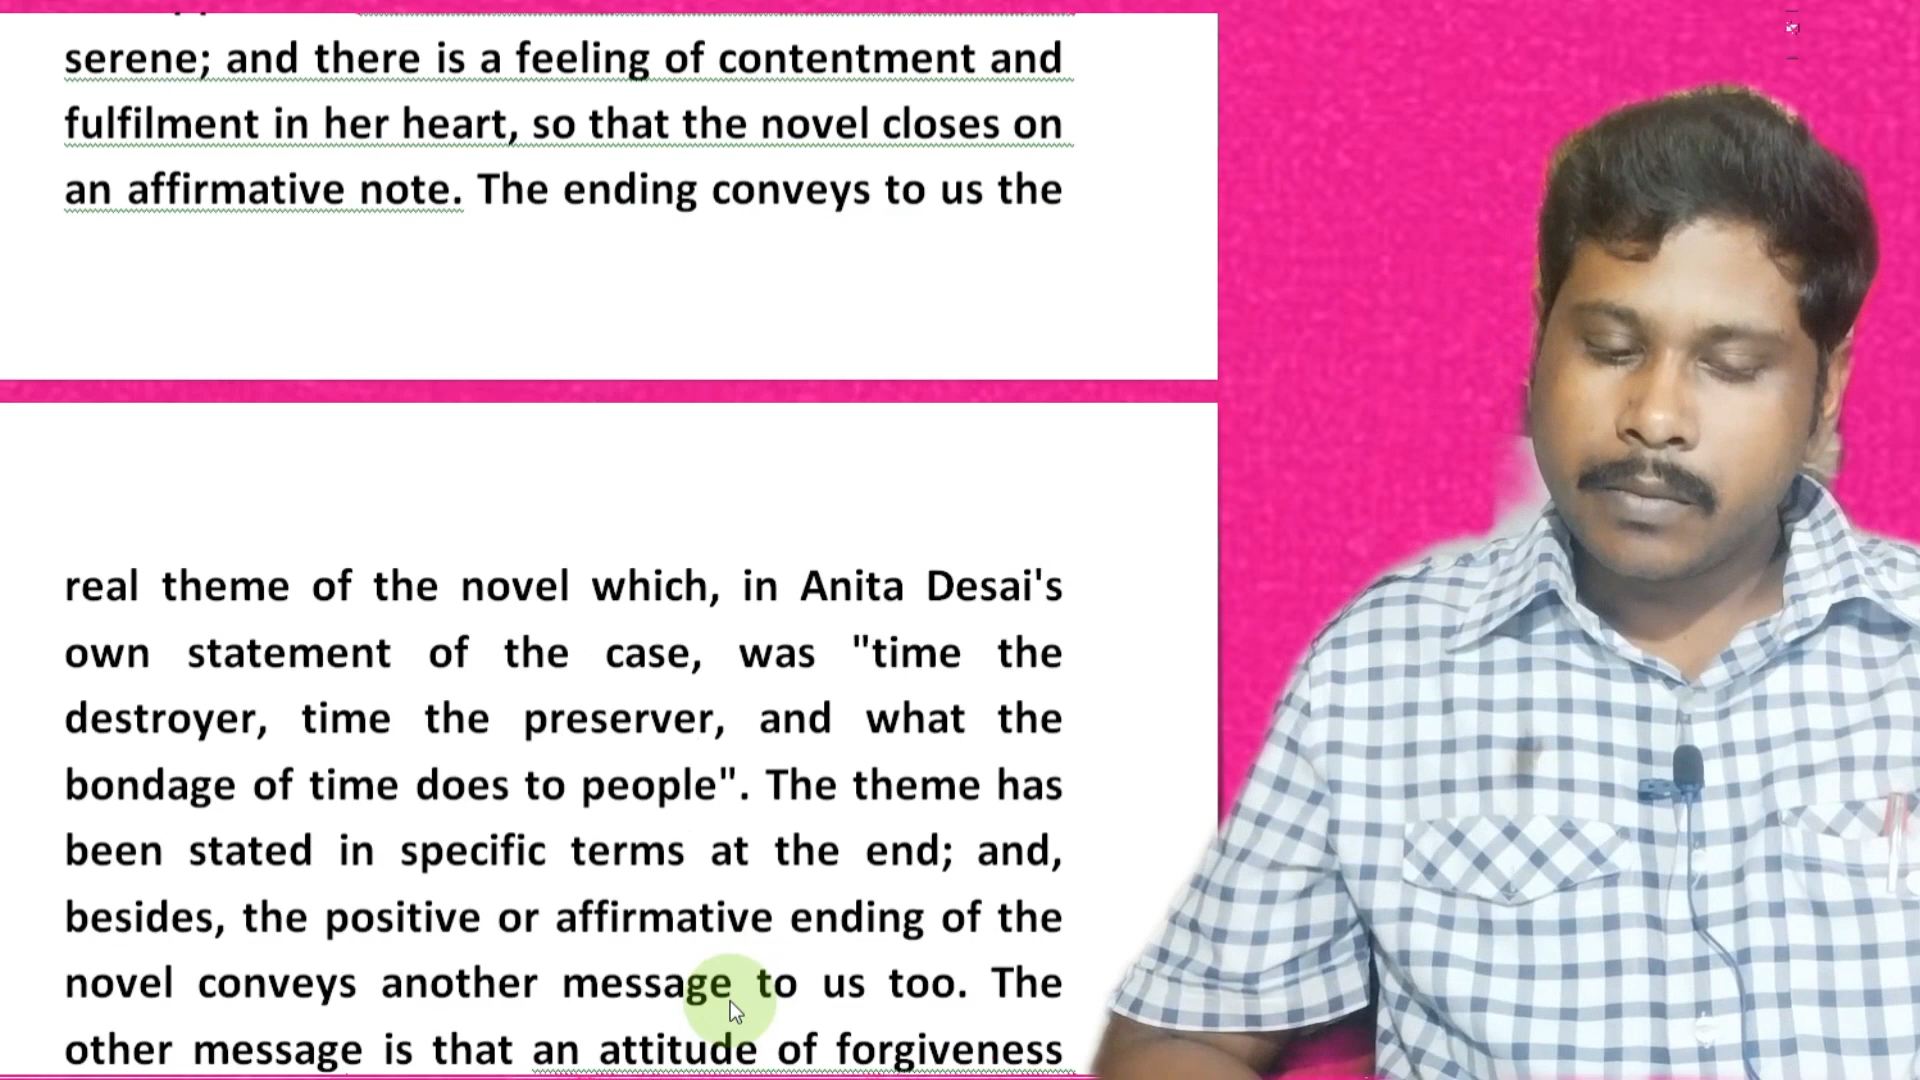 serene; and there is a feeling of contentment and
fulfilment in her heart, so that the novel closes on
an affirmative note. The ending conveys to us the
real theme of the novel which, in Anita Desai's
own statement of the case, was "time the
destroyer, time the preserver, and what the
bondage of time does to people". The theme has
been stated in specific terms at the end; and,
besides, the positive or affirmative ending of the
novel conveys another message to us too. The
other message is that an attitude of forgiveness